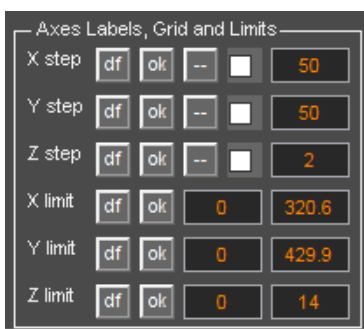 Axes Labels, Grid and Limits
X step df ok -- 50
Y step df ok -- 50
Z step df ok -- 2
X limit df ok 0 320.6
Y limit df ok 0 429.9
Z limit df ok 0 14